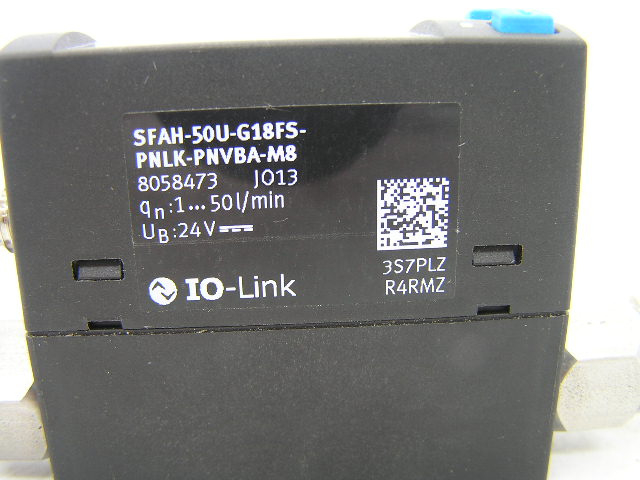 SFAH-50U-G18FS-
PNLK-PNVBA-M8
8058473 J013
qn:1...50l/min
UB:24V
3S7PLZ
IO-Link R4RMZ